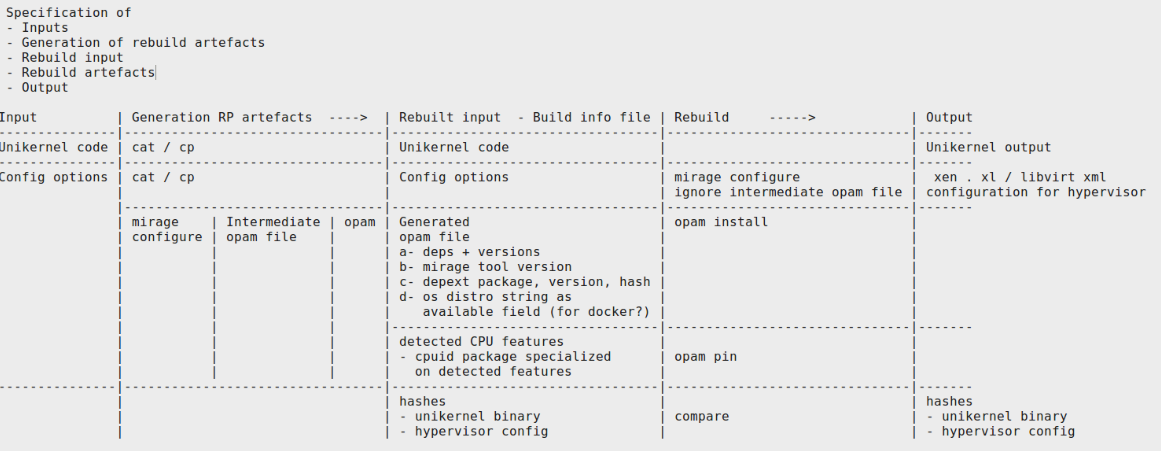 Specification of
- Inputs
- Generation of rebuild artefacts
- Rebuild input
- Rebuild artefacts
- Output

Input          | Generation RP artefacts  ----> | Rebuilt input  - Build info file | Rebuild     -----> | Output
---------------|---------------------------------|----------------------------------|-------------------------------|-------
Unikernel code | cat / cp | Unikernel code | | Unikernel output
---------------|---------------------------------|----------------------------------|-------------------------------|-------
Config options | cat / cp | Config options | mirage configure | xen . xl / libvirt xml
| | | ignore intermediate opam file | configuration for hypervisor
|---------------------------------|----------------------------------|-------------------------------|-------
| mirage | Intermediate | opam | Generated | opam install |
| configure | opam file | | opam file | |
| | | | a- deps + versions | |
| | | | b- mirage tool version | |
| | | | c- depext package, version, hash | |
| | | | d- os distro string as | |
| | | | available field (for docker?) | |
| | | |----------------------------------|-------------------------------|-------
| | | | detected CPU features | |
| | | | - cpuid package specialized | opam pin |
| | | | on detected features | |
---------------|---------------------------------|----------------------------------|-------------------------------|-------
| | hashes | | hashes
| | - unikernel binary | compare | - unikernel binary
| | - hypervisor config | | - hypervisor config